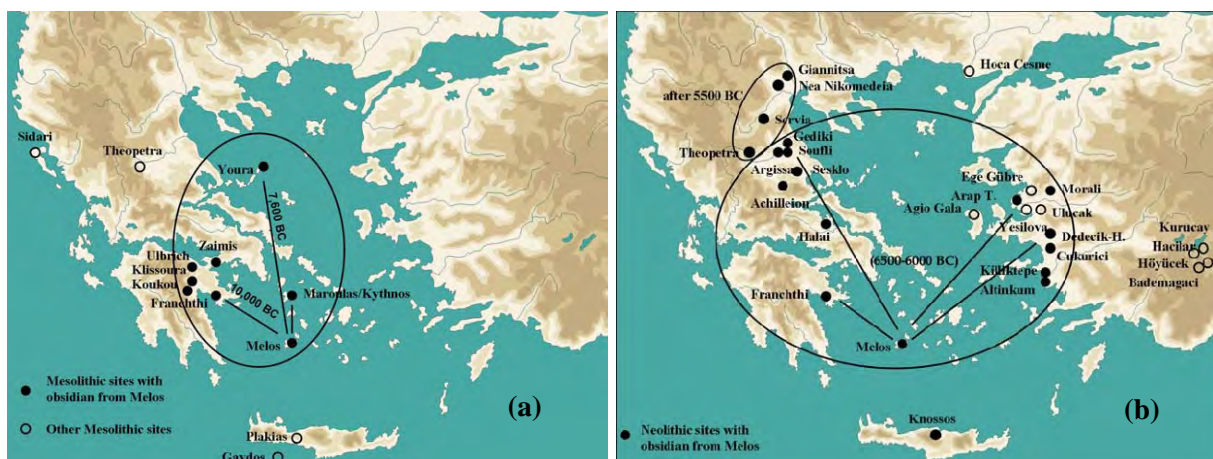 Sidari
Theopetra
Youra
7,600 BC
Zaimis
Ulbrich
Klissoura
Koukou
Franchthi
10,000 BC
Maroulas/Kythnos
Melos
Mesolithic sites with
obsidian from Melos
Other Mesolithic sites
Plakias
Gavdos
(a)
Hoca Cesme
Giannitsa
Nea Nikomedeia
after 5500 BC
Servia
Gediki
Theopetra
Soufli
Argissa
Sesklo
Achilleion
Halai
Ege Gübre
Morali
Arap T.
Agio Gala
Ulucak
Yesilova
Dedecik-H.
Cukurici
Kurucay
Hacilar
Höyücek
Bademagaci
(6500-6000 BC)
Küliktepe
Altinkum
Franchthi
Melos
Knossos
Neolithic sites with
obsidian from Melos
(b)